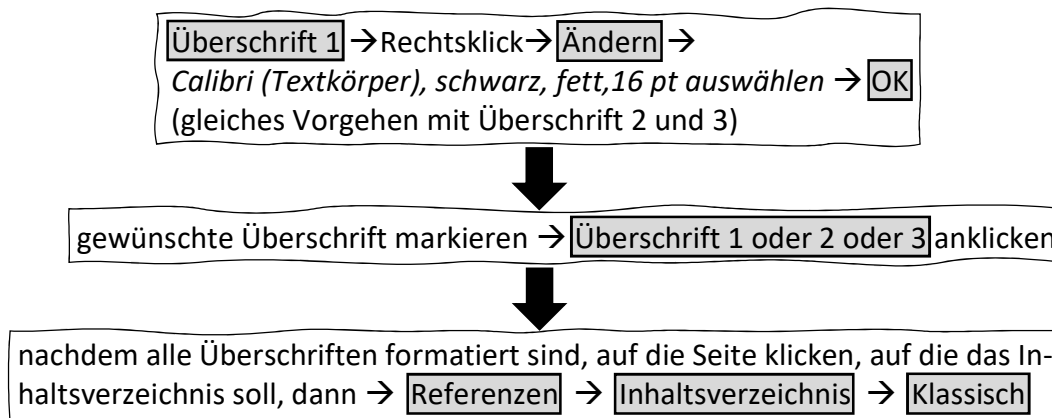 Überschrift 1 → Rechtsklick → Ändern →
Calibri (Textkörper), schwarz, fett,16 pt auswählen → OK
(gleiches Vorgehen mit Überschrift 2 und 3)
gewünschte Überschrift markieren → Überschrift 1 oder 2 oder 3 anklicken
nachdem alle Überschriften formatiert sind, auf die Seite klicken, auf die das In-
haltsverzeichnis soll, dann → Referenzen → Inhaltsverzeichnis → Klassisch